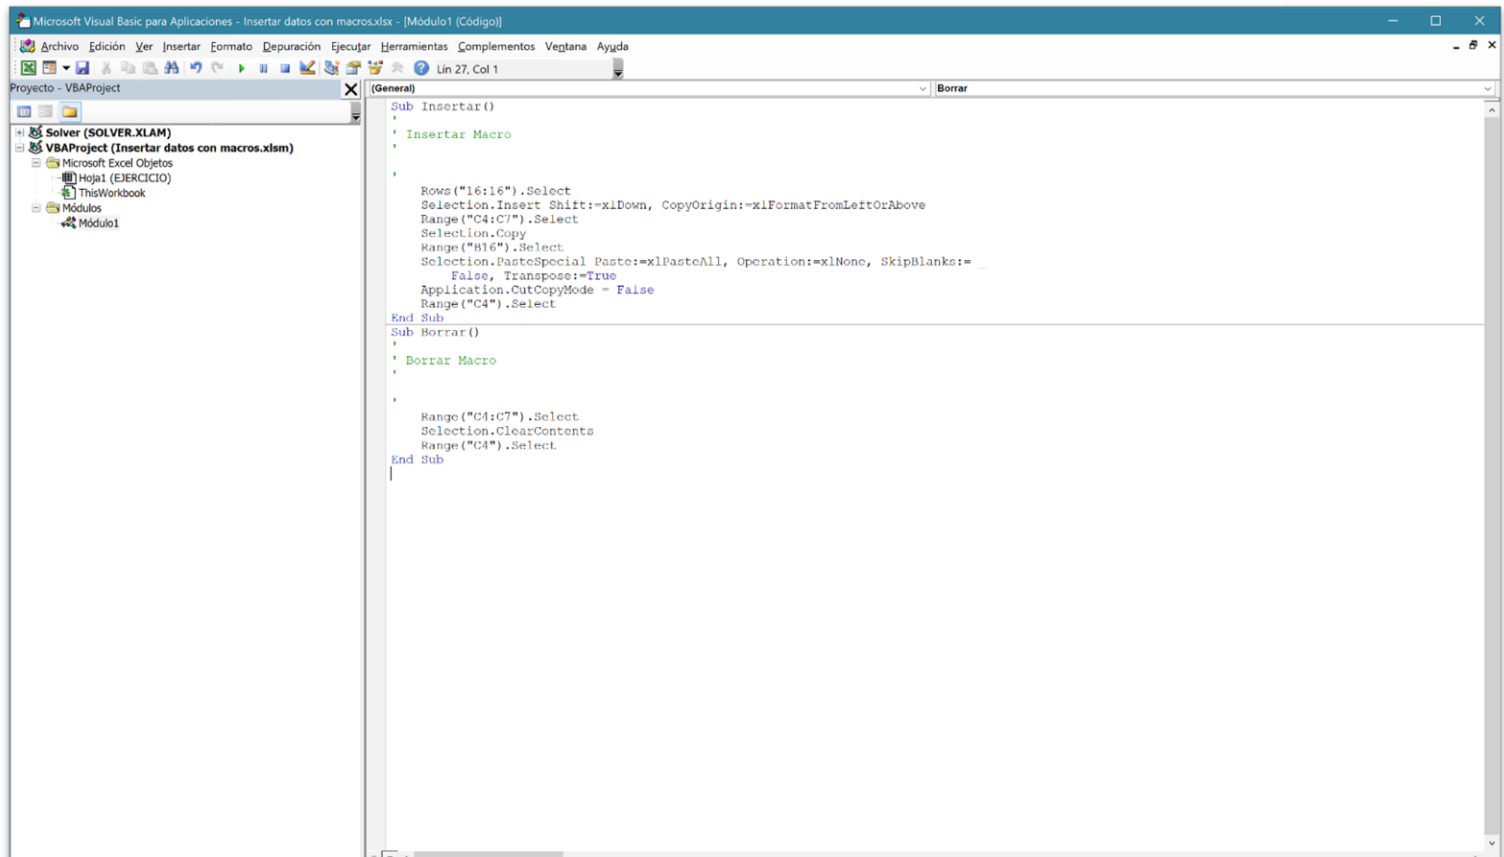 Microsoft Visual Basic para Aplicaciones - Insertar datos con macros.xlsx - [Módulo1 (Código)]
Archivo Edición Ver Insertar Formato Depuración Ejecutar Herramientas Complementos Ventana Ayuda
Lín 27, Col 1
Proyecto - VBAProject
(General)
Borrar
Solver (SOLVER.XLAM)
VBAProject (Insertar datos con macros.xlsm)
Microsoft Excel Objetos
Hoja1 (EJERCICIO)
ThisWorkbook
Módulos
Módulo1
Sub Insertar()
'
' Insertar Macro
'
'
Rows("16:16").Select
Selection.Insert Shift:=xlDown, CopyOrigin:=xlFormatFromLeftOrAbove
Range("C4:C7").Select
Selection.Copy
Range("B16").Select
Selection.PasteSpecial Paste:=xlPasteAll, Operation:=xlNone, SkipBlanks:= _
False, Transpose:=True
Application.CutCopyMode = False
Range("C4").Select
End Sub
Sub Borrar()
'
' Borrar Macro
'
'
Range("C4:C7").Select
Selection.ClearContents
Range("C4").Select
End Sub